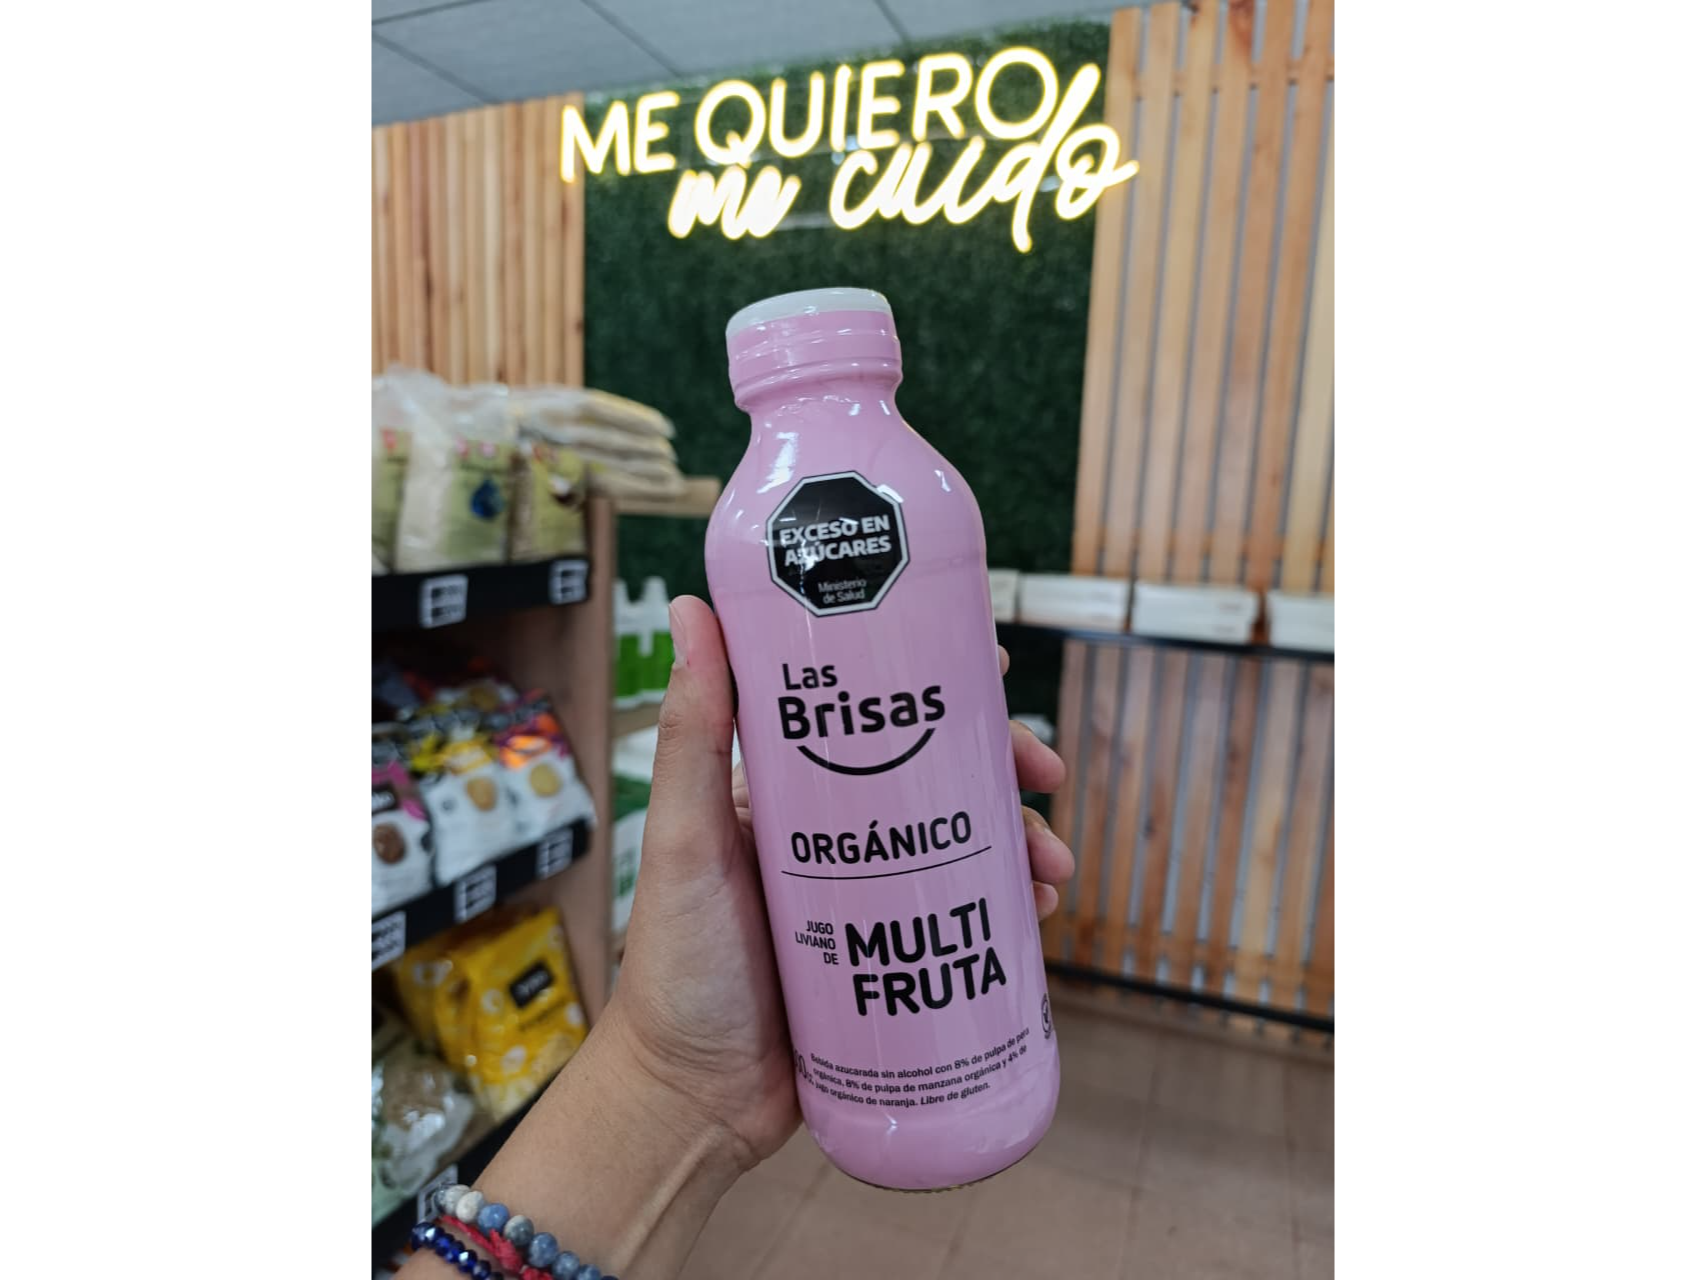 ME QUIERO
me cuido
EXCESO EN
AZÚCARES
Ministerio
de Salud
Las
Brisas
ORGÁNICO
JUGO
LIVIANO
DE
MULTI
FRUTA
Bebida azucarada sin alcohol con 8% de pulpa de pera
orgánica, 8% de pulpa de manzana orgánica y 4% de
jugo orgánico de naranja. Libre de gluten.